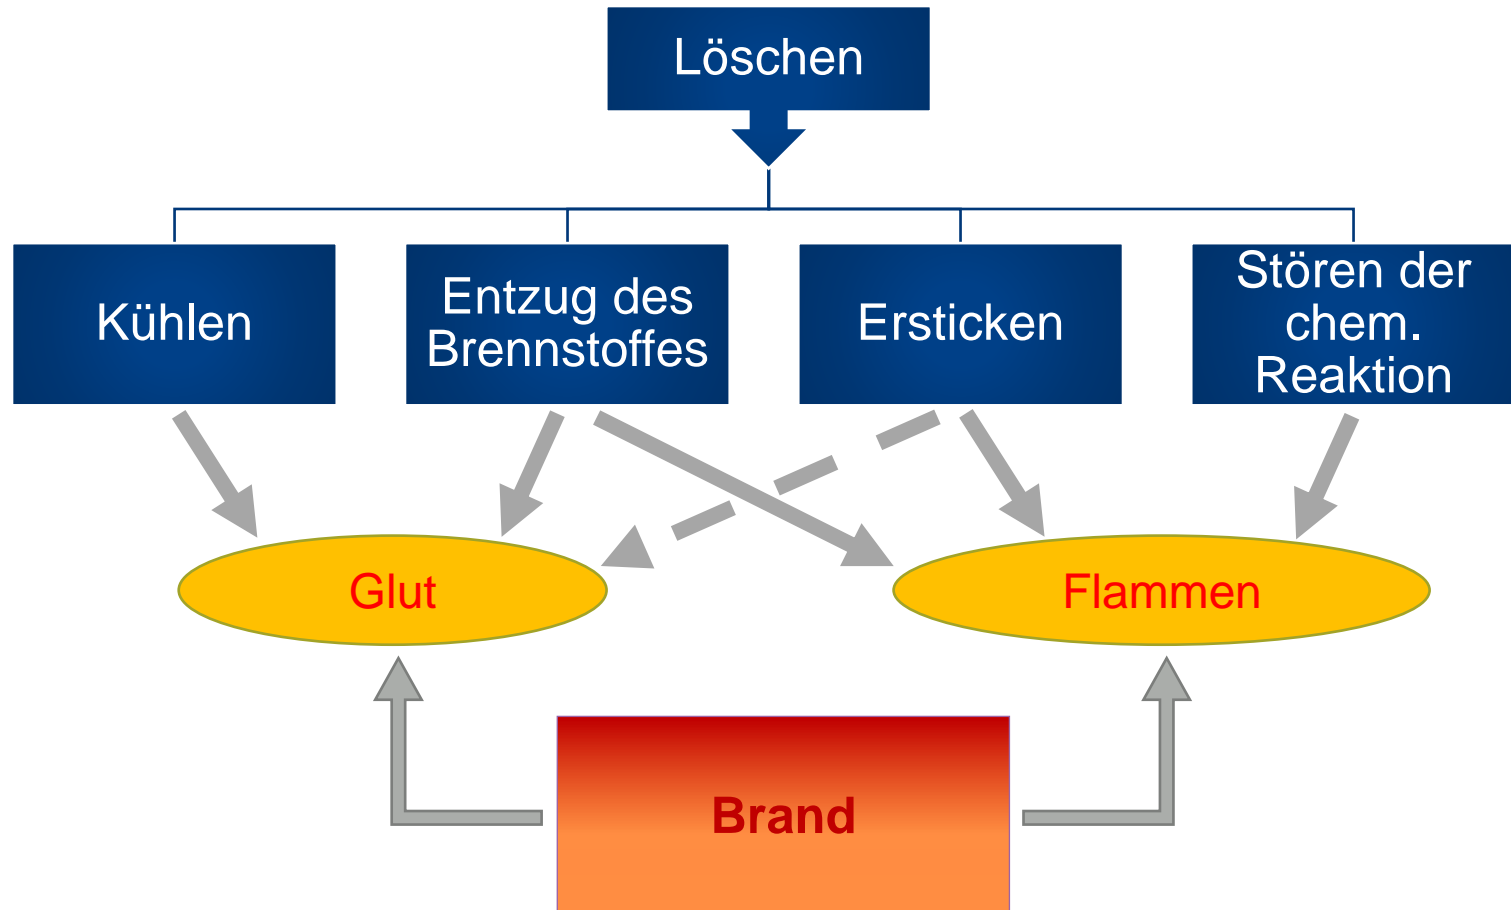 Löschen
Kühlen
Entzug des
Brennstoffes
Ersticken
Stören der
chem.
Reaktion
Glut
Flammen
Brand